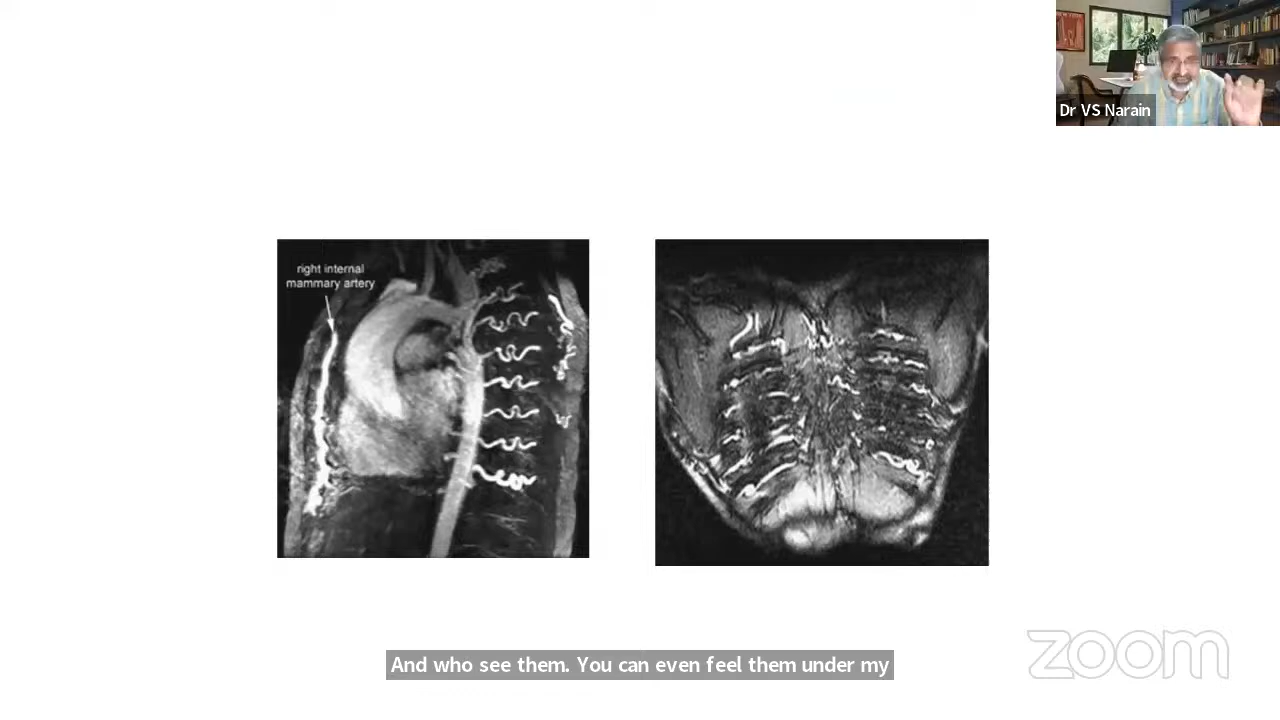 Dr VS Narain
right internal
mammary artery
And who see them. You can even feel them under my
zoom